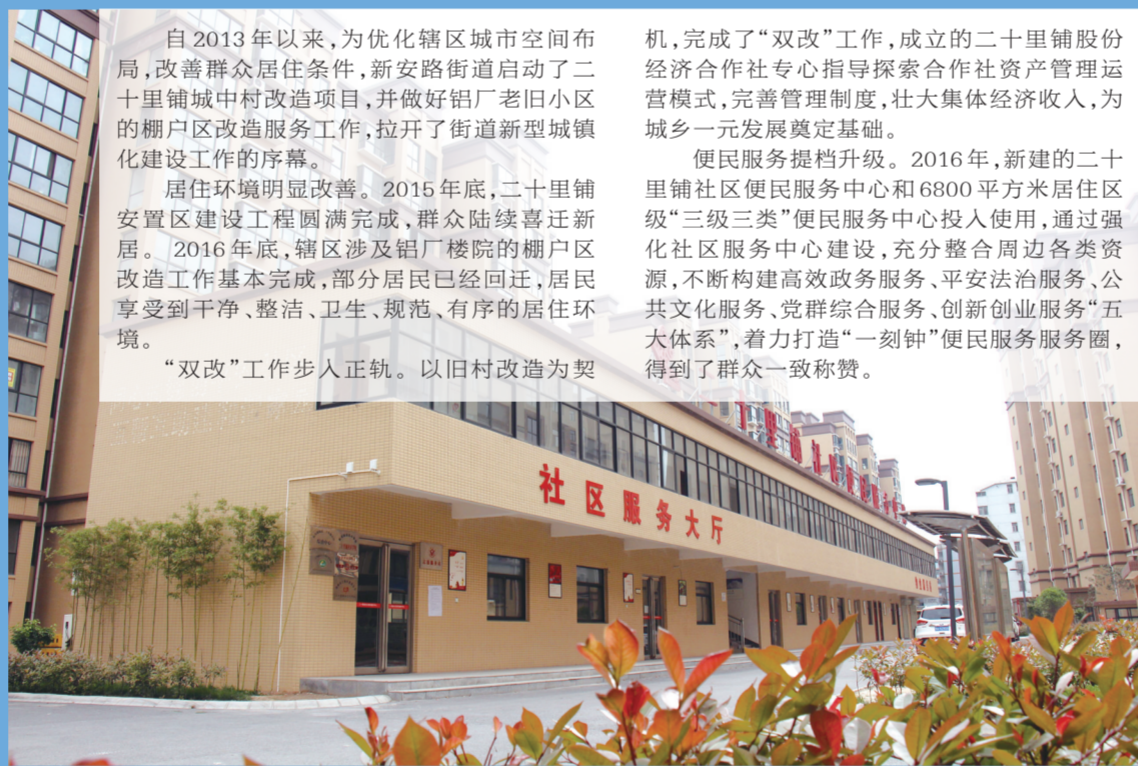 自2013年以来,为优化辖区城市空间布
局,改善群众居住条件,新安路街道启动了二
十里铺城中村改造项目,并做好铝厂老旧小区
的棚户区改造服务工作,拉开了街道新型城镇
化建设工作的序幕。
居住环境明显改善。2015年底,二十里铺
安置区建设工程圆满完成,群众陆续喜迁新
居。2016年底,辖区涉及铝厂楼院的棚户区
改造工作基本完成,部分居民已经回迁,居民
享受到干净、整洁、卫生、规范、有序的居住环
境。
“双改”工作步入正轨。以旧村改造为契
机,完成了“双改”工作,成立的二十里铺股份
经济合作社专心指导探索合作社资产管理运
营模式,完善管理制度,壮大集体经济收入,为
城乡一元发展奠定基础。
便民服务提档升级。2016年,新建的二十
里铺社区便民服务中心和6800平方米居住区
级“三级三类”便民服务中心投入使用,通过强
化社区服务中心建设,充分整合周边各类资
源,不断构建高效政务服务、平安法治服务、公
共文化服务、党群综合服务、创新创业服务“五
大体系”,着力打造“一刻钟”便民服务服务圈,
得到了群众一致称赞。
社区服务大厅